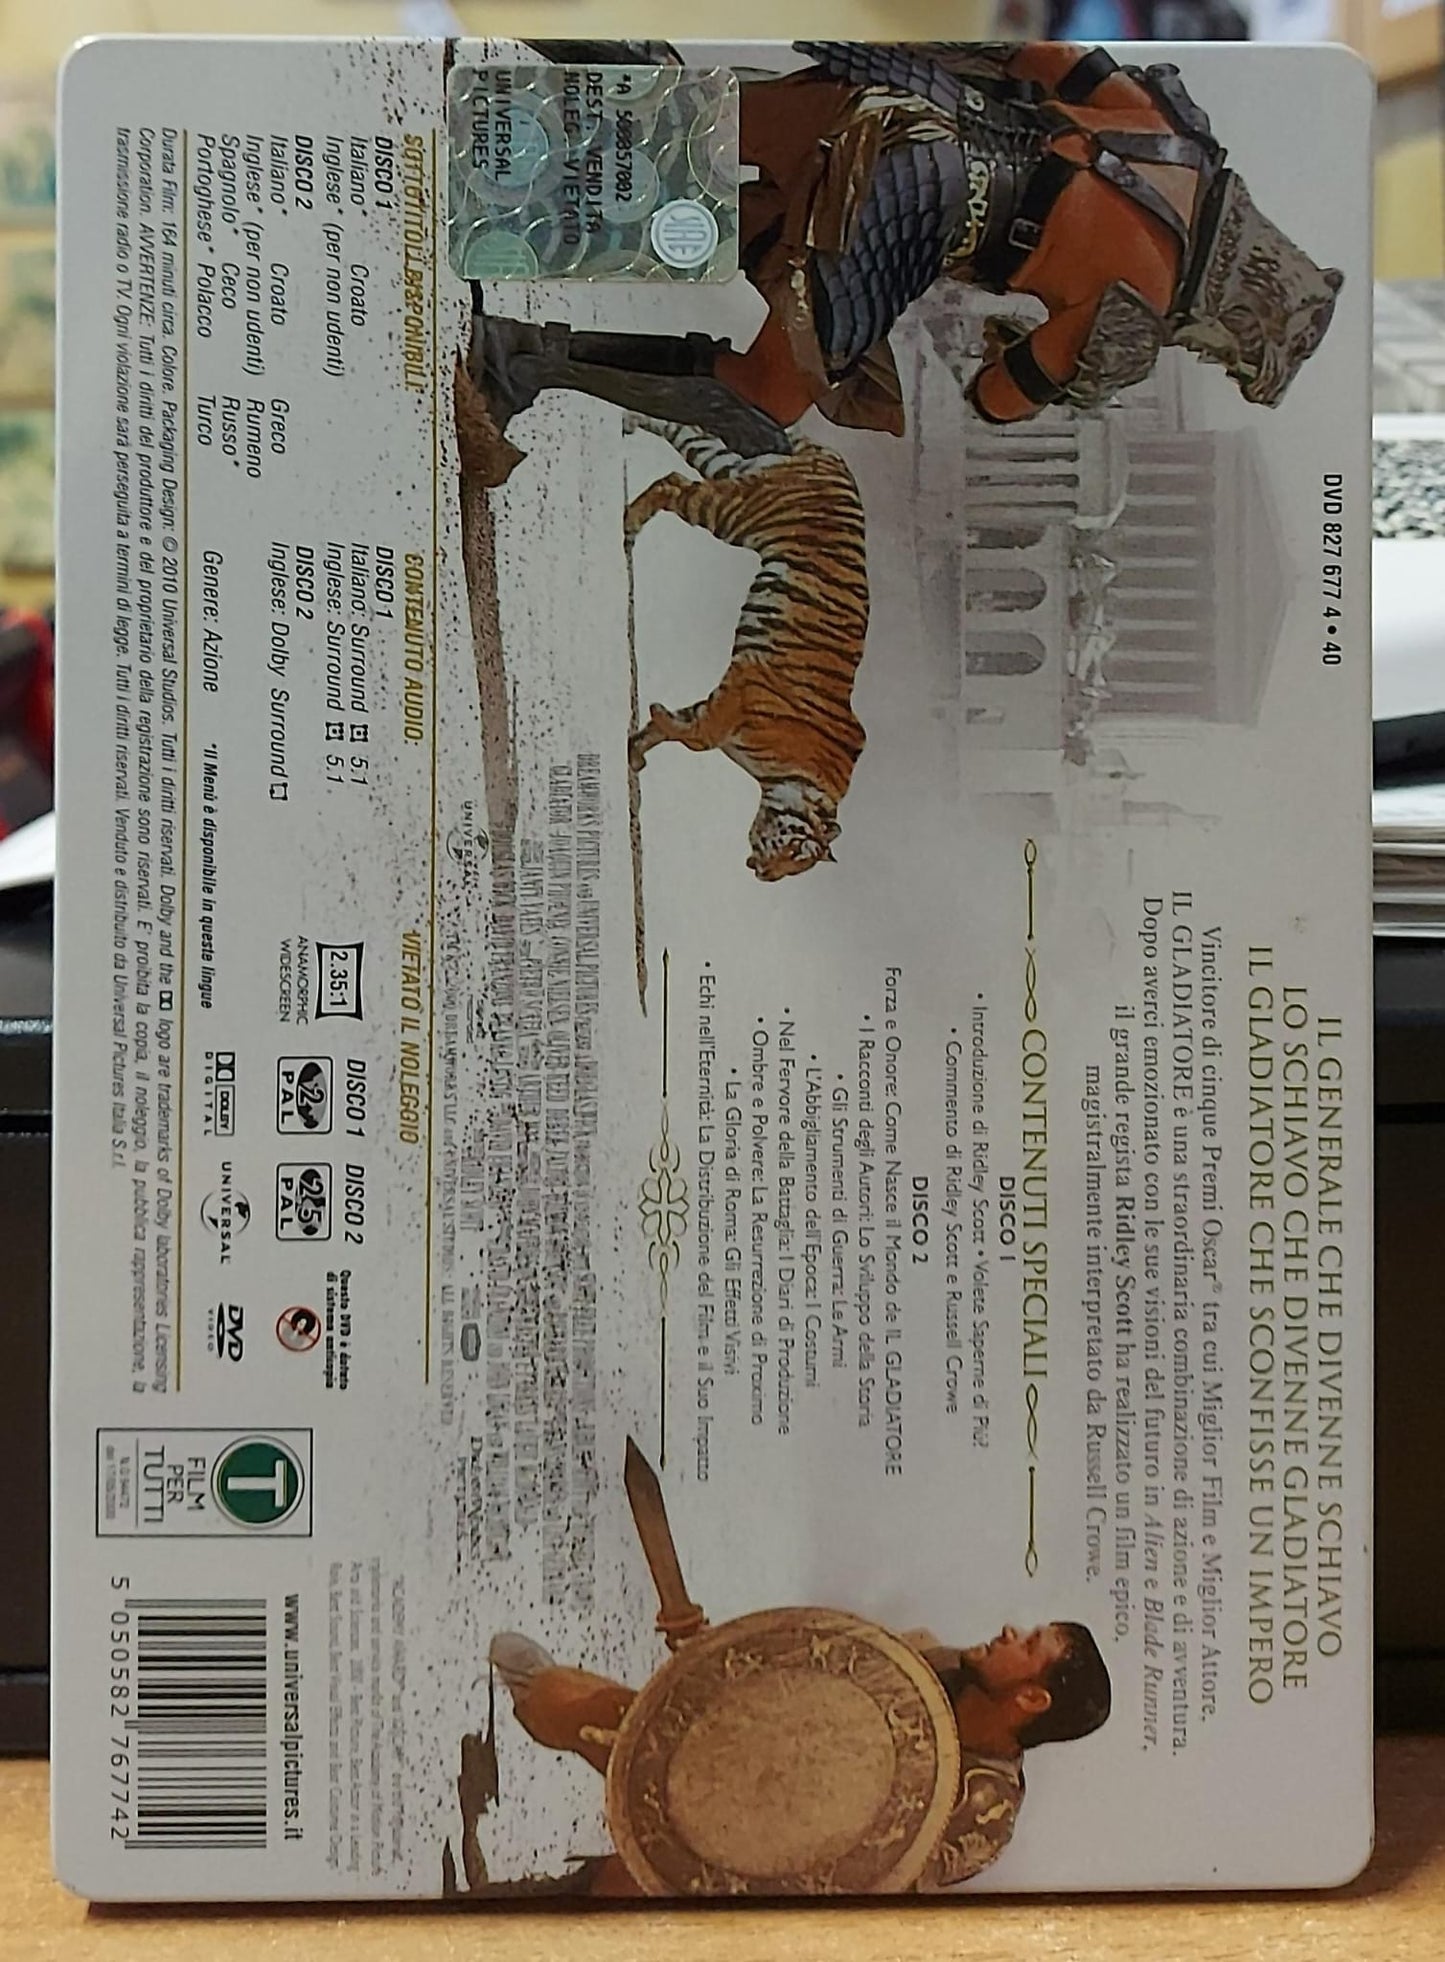 DVD 827 677 4 • 40
IL GENERALE CHE DIVENNE SCHIAVO
LO SCHIAVO CHE DIVENNE GLADIATORE
IL GLADIATORE CHE SCONFISSE UN IMPERO
Vincitore di cinque Premi Oscar® tra cui Miglior Film e Miglior Attore,
IL GLADIATORE è una straordinaria combinazione di azione e di avventura.
Dopo averci emozionato con le sue visioni del futuro in Alien e Blade Runner,
il grande regista Ridley Scott ha realizzato un film epico,
magistralmente interpretato da Russell Crowe.
CONTENUTI SPECIALI
DISCO 1
• Introduzione di Ridley Scott • Volete Saperne di Più?
• Commento di Ridley Scott e Russell Crowe
DISCO 2
Forza e Onore: Come Nasce il Mondo de IL GLADIATORE
• I Racconti degli Autori: Lo Sviluppo della Storia
• Gli Strumenti di Guerra: Le Armi
• L'Abbigliamento dell'Epoca: I Costumi
• Nel Fervore della Battaglia: I Diari di Produzione
• Ombre e Polvere: La Resurrezione di Proximo
• La Gloria di Roma: Gli Effetti Visivi
• Echi nell'Eternità: La Distribuzione del Film e il Suo Impatto
*A 500857002
DEST. VENDITA
NOLEG. VIETATO
UNIVERSAL
PICTURES
SIAE
UNIVERSAL
SOTTOTITOLI DISPONIBILI:
DISCO 1
Italiano* Croato
Inglese* (per non udenti)
DISCO 2
Italiano* Croato Greco
Inglese* (per non udenti) Rumeno
Spagnolo* Ceco Russo*
Portoghese* Polacco Turco
CONTENUTO AUDIO:
DISCO 1
Italiano: Surround 5.1
Inglese: Surround 5.1
DISCO 2
Inglese: Dolby Surround
Genere: Azione
*Il Menù è disponibile in queste lingue
VIETATO IL NOLEGGIO
2.35:1
ANAMORPHIC
WIDESCREEN
DISCO 1 DISCO 2
2 PAL
2,5 PAL
Questo DVD è dotato
di sistema anticopia
DOLBY
DIGITAL
UNIVERSAL
DVD
VIDEO
Durata Film: 164 minuti circa. Colore. Packaging Design: © 2010 Universal Studios. Tutti i diritti riservati. Dolby and the logo are trademarks of Dolby laboratories Licensing
Corporation. AVVERTENZE: Tutti i diritti del produttore e del proprietario della registrazione sono riservati. E' proibita la copia, il noleggio, la pubblica rappresentazione, la
trasmissione radio o TV. Ogni violazione sarà perseguita a termini di legge. Tutti i diritti riservati. Venduto e distribuito da Universal Pictures Italia S.r.l.
T
FILM
PER
TUTTI
www.universalpictures.it
5 050582 767742